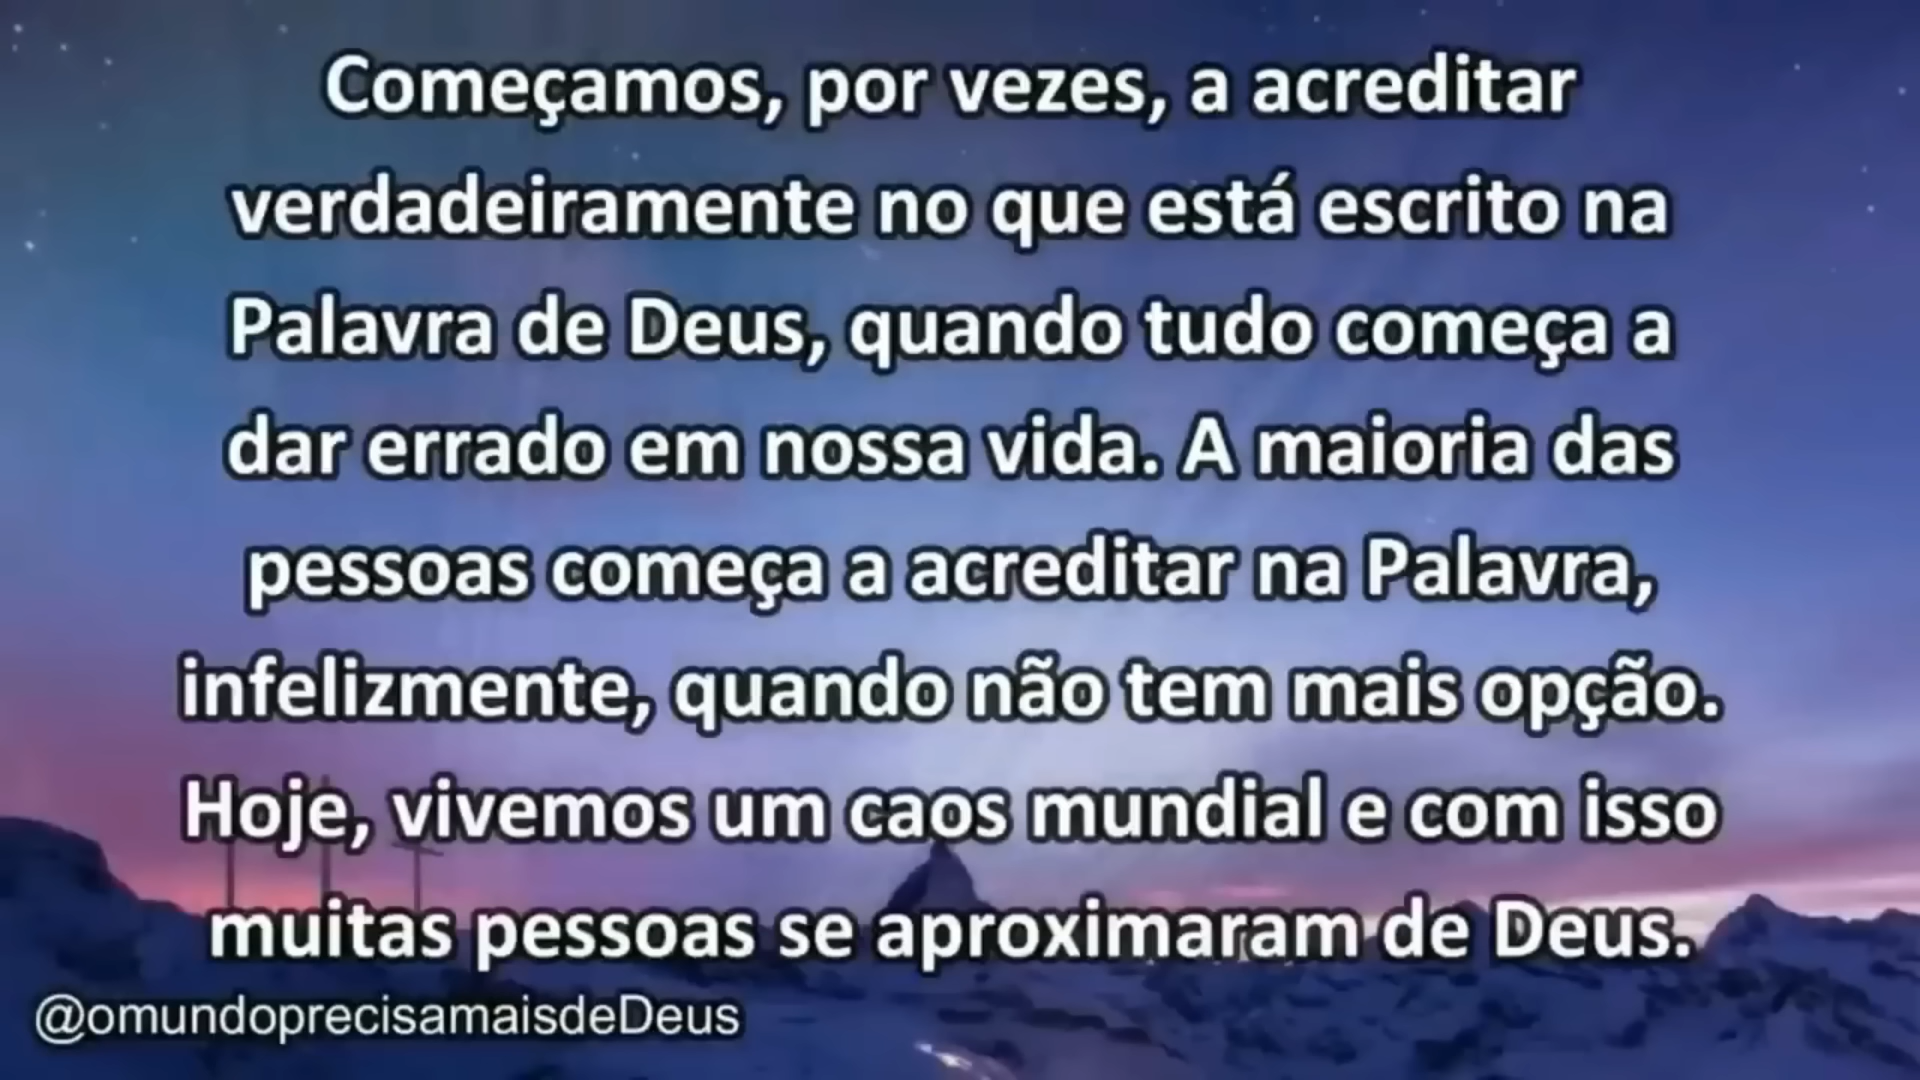 Começamos, por vezes, a acreditar
verdadeiramente no que está escrito na
Palavra de Deus, quando tudo começa a
dar errado em nossa vida. A maioria das
pessoas começa a acreditar na Palavra,
infelizmente, quando não tem mais opção.
Hoje, vivemos um caos mundial e com isso
muitas pessoas se aproximaram de Deus.
@omundoprecisamaisdeDeus